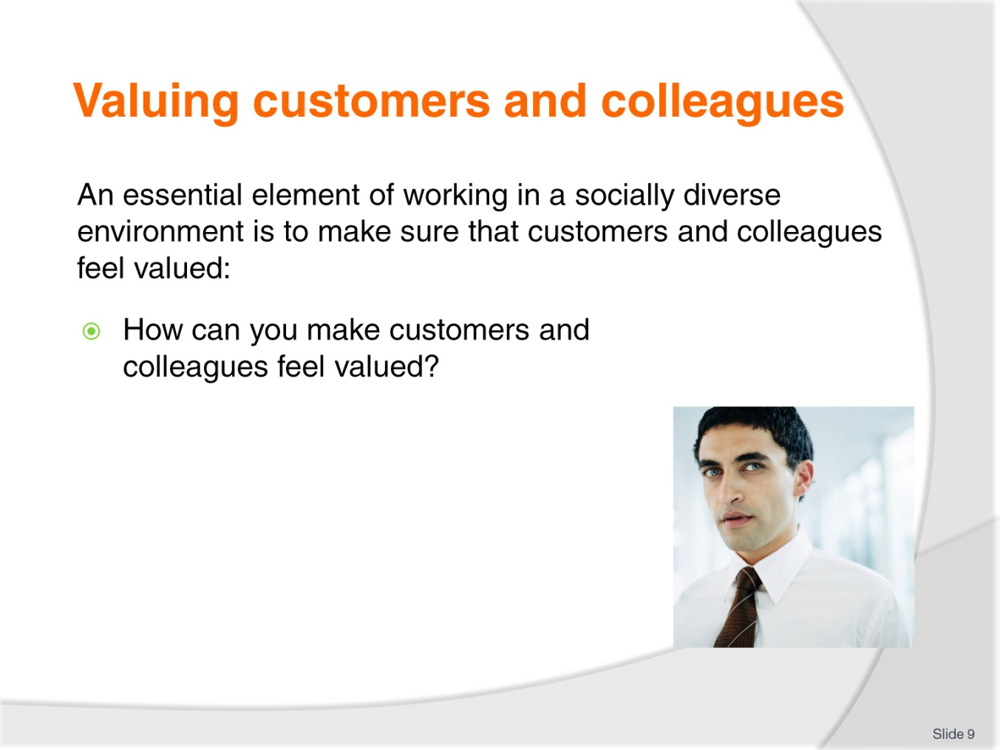 Valuing customers and colleagues
An essential element of working in a socially diverse
environment is to make sure that customers and colleagues
feel valued:
How can you make customers and
colleagues feel valued?
Slide 9